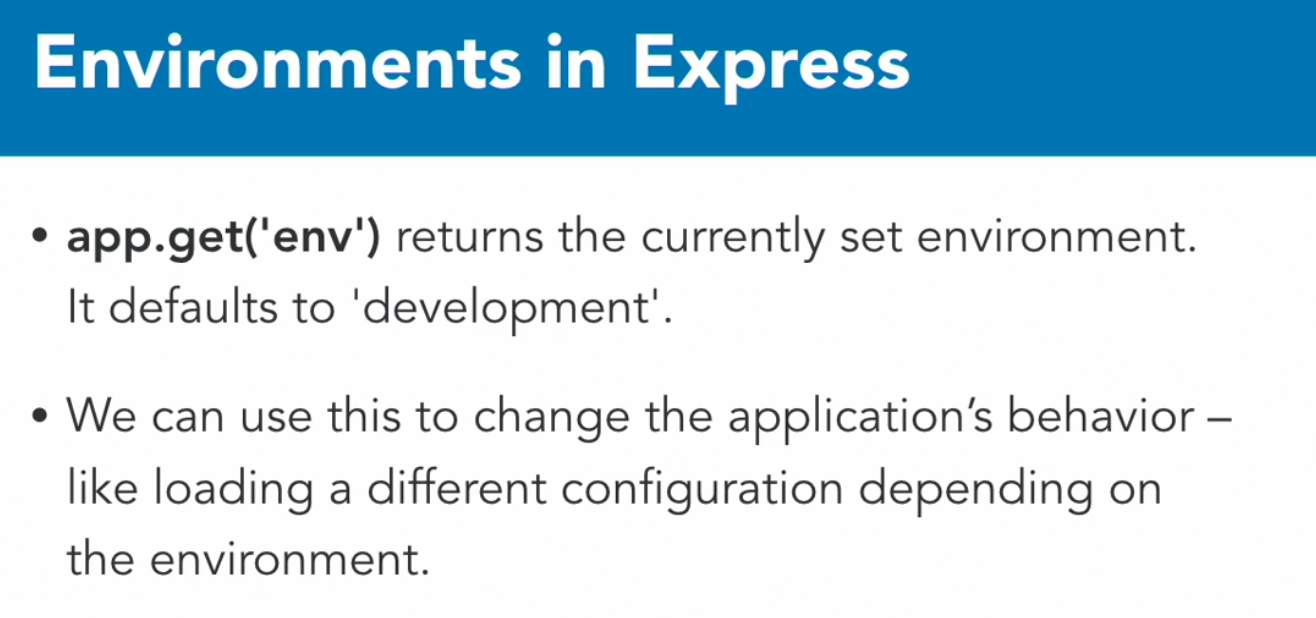 Environments in Express
• app.get('env') returns the currently set environment.
It defaults to 'development'.
• We can use this to change the application’s behavior –
like loading a different configuration depending on
the environment.